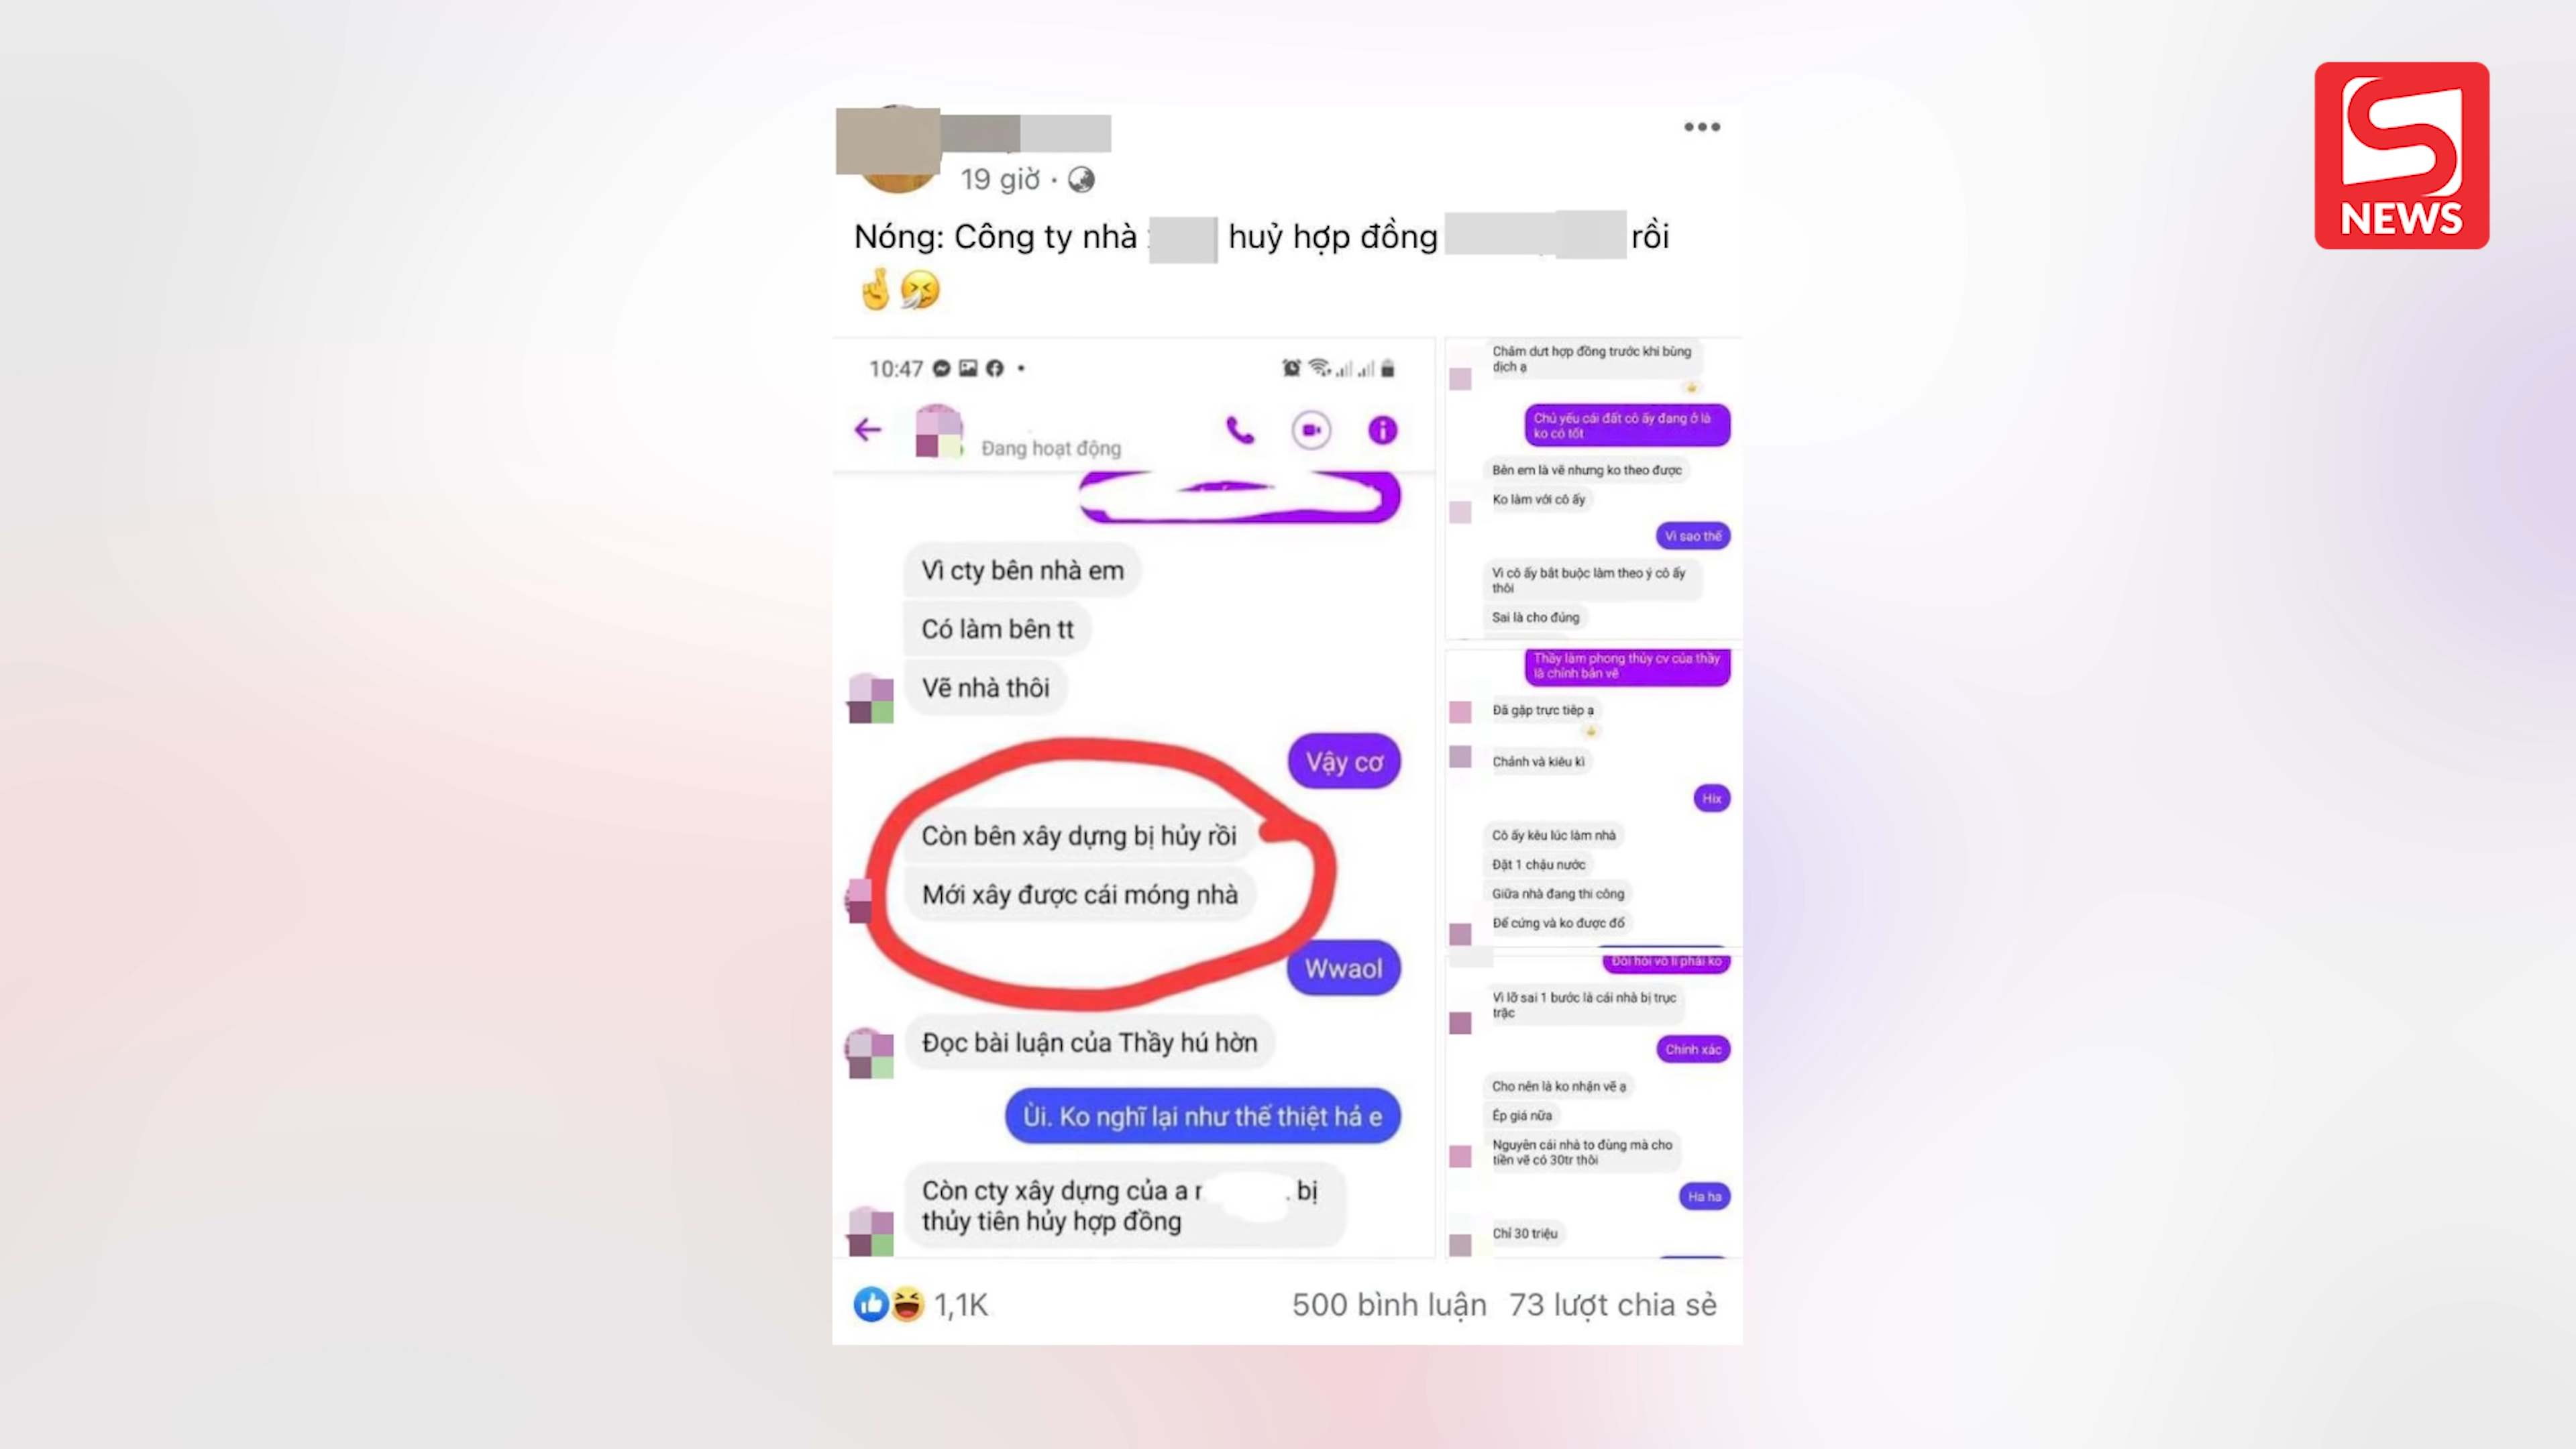 NEWS
19 giờ
Nóng: Công ty nhà huỷ hợp đồng rồi
10:47
Đang hoạt động
Vì cty bên nhà em
Có làm bên tt
Vẽ nhà thôi
Vậy cơ
Còn bên xây dựng bị hủy rồi
Mới xây được cái móng nhà
Wwaol
Đọc bài luận của Thầy hú hờn
Ùi. Ko nghĩ lại như thế thiệt hả e
Còn cty xây dựng của a bị
thủy tiên hủy hợp đồng
Châm dưt hợp đồng trước khi bùng
dịch ạ
Chủ yếu cái đất cô ấy đang ở là
ko có tốt
Bên em là vẽ nhưng ko theo được
Ko làm với cô ấy
Vì sao thế
Vì cô ấy bắt buộc làm theo ý cô ấy
thôi
Sai là cho đúng
Thầy làm phong thủy cv của thầy
là chỉnh bản vẽ
Đã gặp trực tiếp ạ
Chảnh và kiêu kì
Hix
Cô ấy kêu lúc làm nhà
Đặt 1 chậu nước
Giữa nhà đang thi công
Để cứng và ko được đổ
Đòi hỏi vô lí phải ko
Vì lỡ sai 1 bước là cái nhà bị trục
trặc
Chính xác
Cho nên là ko nhận vẽ ạ
Ép giá nữa
Nguyên cái nhà to đùng mà cho
tiền vẽ có 30tr thôi
Ha ha
Chỉ 30 triệu
1,1K
500 bình luận 73 lượt chia sẻ